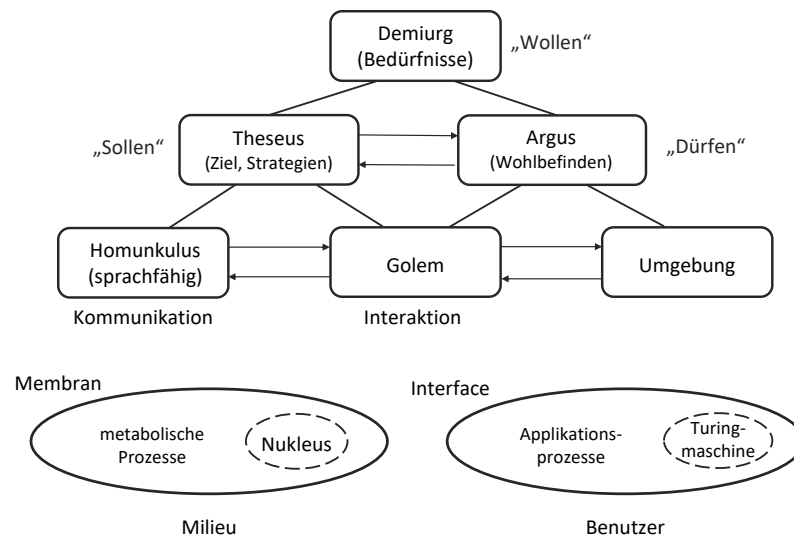 Demiurg
(Bedürfnisse)
„Wollen“
„Sollen“
Theseus
(Ziel, Strategien)
Argus
(Wohlbefinden)
„Dürfen“
Homunkulus
(sprachfähig)
Golem
Umgebung
Kommunikation
Interaktion
Membran
metabolische
Prozesse
Nukleus
Milieu
Interface
Applikations-
prozesse
Turing-
maschine
Benutzer